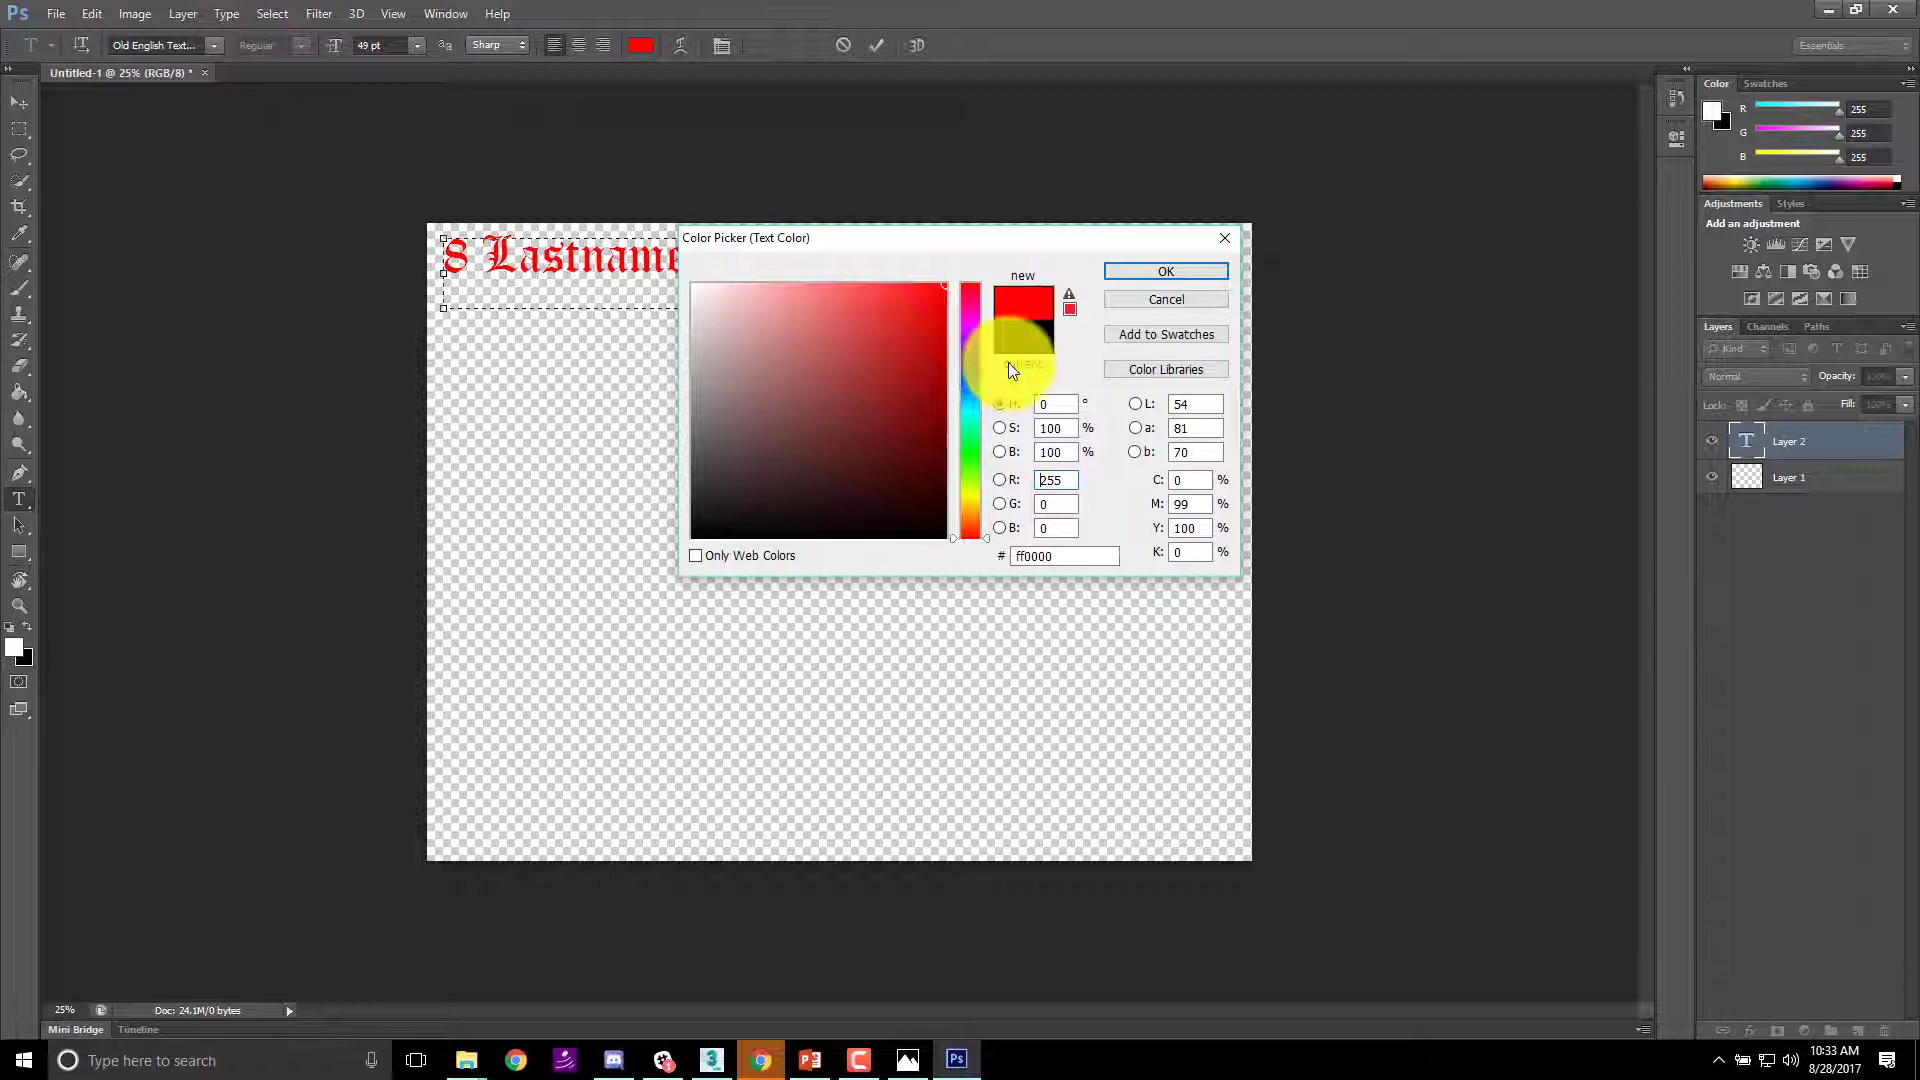 Ps File Edit Image Layer Type Select Filter 3D View Window Help
T Old English Text... Regular 49 pt Sharp 3D Essentials
Untitled-1 @ 25% (RGB/8) * ×
Color Swatches
R 255
G 255
B 255
Adjustments Styles
Add an adjustment
Layers Channels Paths
Kind
Normal Opacity: 100%
Lock: Fill: 100%
T Layer 2
Layer 1
8 Lastname
Color Picker (Text Color)
new
current
OK
Cancel
Add to Swatches
Color Libraries
H: 0 ° L: 54
S: 100 % a: 81
B: 100 % b: 70
R: 255 C: 0 %
G: 0 M: 99 %
B: 0 Y: 100 %
# ff0000 K: 0 %
Only Web Colors
25% Doc: 24.1M/0 bytes
Mini Bridge Timeline
Type here to search
10:33 AM
8/28/2017